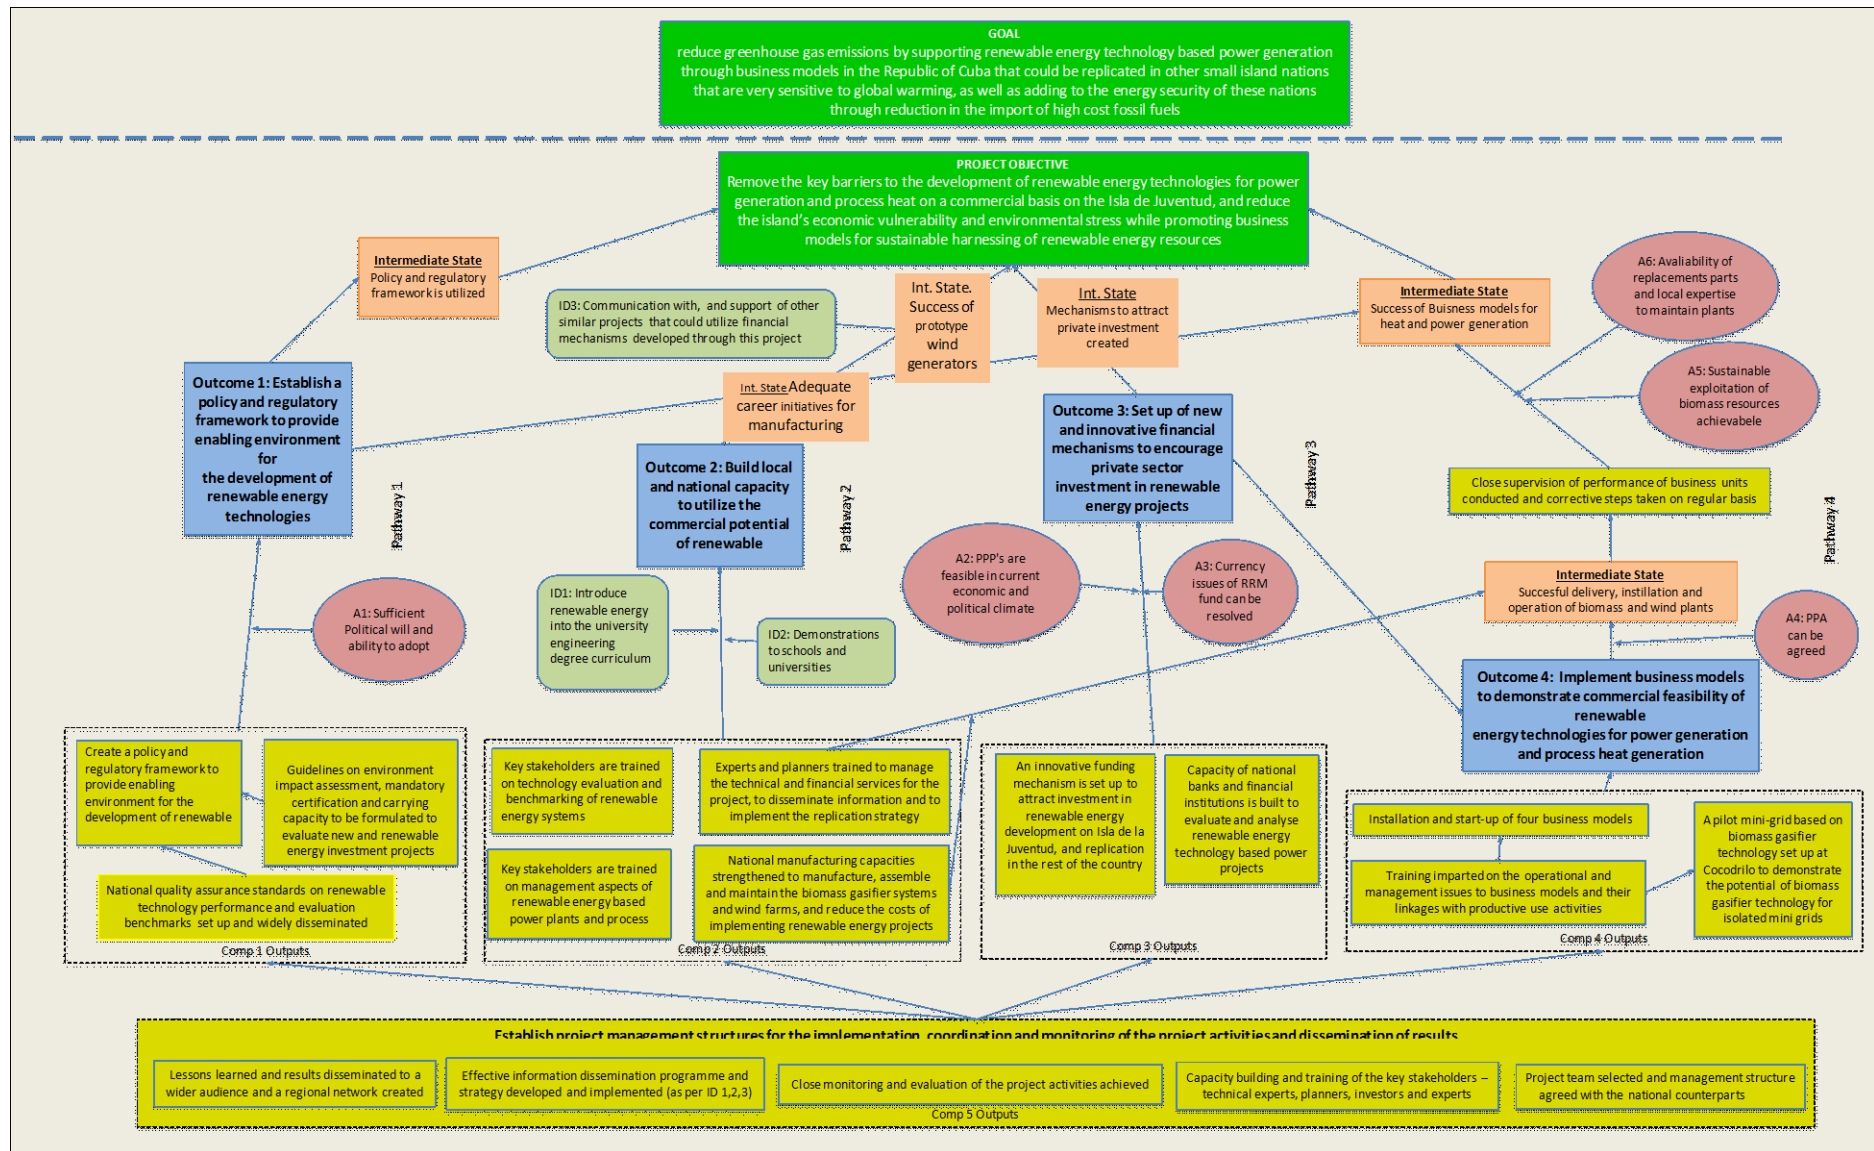 GOAL
reduce greenhouse gas emissions by supporting renewable energy technology based power generation
through business models in the Republic of Cuba that could be replicated in other small island nations
that are very sensitive to global warming, as well as adding to the energy security of these nations
through reduction in the import of high cost fossil fuels
PROJECT OBJECTIVE
Remove the key barriers to the development of renewable energy technologies for power
generation and process heat on a commercial basis on the Isla de Juventud, and reduce
the island's economic vulnerability and environmental stress while promoting business
models for sustainable harnessing of renewable energy resources
Intermediate State
Policy and regulatory
framework is utilized
ID3: Communication with, and support of other
similar projects that could utilize financial
mechanisms developed through this project
Int. State.
Success of
prototype
wind
generators
Int. State
Mechanisms to attract
private investment
created
Intermediate State
Success of Buisness models for
heat and power generation
A6: Avaliability of
replacements parts
and local expertise
to maintain plants
A5: Sustainable
exploitation of
biomass resources
achievabele
Int. State Adequate
career initiatives for
manufacturing
Outcome 1: Establish a
policy and regulatory
framework to provide
enabling environment
for
the development of
renewable energy
technologies
Pathway 1
Outcome 2: Build local
and national capacity
to utilize the
commercial potential
of renewable
Pathway 2
Outcome 3: Set up of new
and innovative financial
mechanisms to encourage
private sector
investment in renewable
energy projects
Pathway 3
Close supervision of performance of business units
conducted and corrective steps taken on regular basis
Pathway 4
A1: Sufficient
Political will and
ability to adopt
ID1: Introduce
renewable energy
into the university
engineering
degree curriculum
ID2: Demonstrations
to schools and
universities
A2: PPP's are
feasible in current
economic and
political climate
A3: Currency
issues of RRM
fund can be
resolved
Intermediate State
Succesful delivery, instillation and
operation of biomass and wind plants
A4: PPA
can be
agreed
Outcome 4: Implement business models
to demonstrate commercial feasibility of
renewable
energy technologies for power generation
and process heat generation
Create a policy and
regulatory framework to
provide enabling
environment for the
development of renewable
Guidelines on environment
impact assessment, mandatory
certification and carrying
capacity to be formulated to
evaluate new and renewable
energy investment projects
National quality assurance standards on renewable
technology performance and evaluation
benchmarks set up and widely disseminated
Comp 1 Outputs
Key stakeholders are trained
on technology evaluation and
benchmarking of renewable
energy systems
Experts and planners trained to manage
the technical and financial services for the
project, to disseminate information and to
implement the replication strategy
Key stakeholders are trained
on management aspects of
renewable energy based
power plants and process
National manufacturing capacities
strengthened to manufacture, assemble
and maintain the biomass gasifier systems
and wind farms, and reduce the costs of
implementing renewable energy projects
Comp 2 Outputs
An innovative funding
mechanism is set up to
attract investment in
renewable energy
development on Isla de la
Juventud, and replication
in the rest of the country
Capacity of national
banks and financial
institutions is built to
evaluate and analyse
renewable energy
technology based power
projects
Comp 3 Outputs
Installation and start-up of four business models
Training imparted on the operational and
management issues to business models and their
linkages with productive use activities
A pilot mini-grid based on
biomass gasifier
technology set up at
Cocodrilo to demonstrate
the potential of biomass
gasifier technology for
isolated mini grids
Comp 4 Outputs
Establish project management structures for the implementation, coordination and monitoring of the project activities and dissemination of results
Lessons learned and results disseminated to a
wider audience and a regional network created
Effective information dissemination programme and
strategy developed and implemented (as per ID 1,2,3)
Close monitoring and evaluation of the project activities achieved
Capacity building and training of the key stakeholders –
technical experts, planners, investors and experts
Project team selected and management structure
agreed with the national counterparts
Comp 5 Outputs